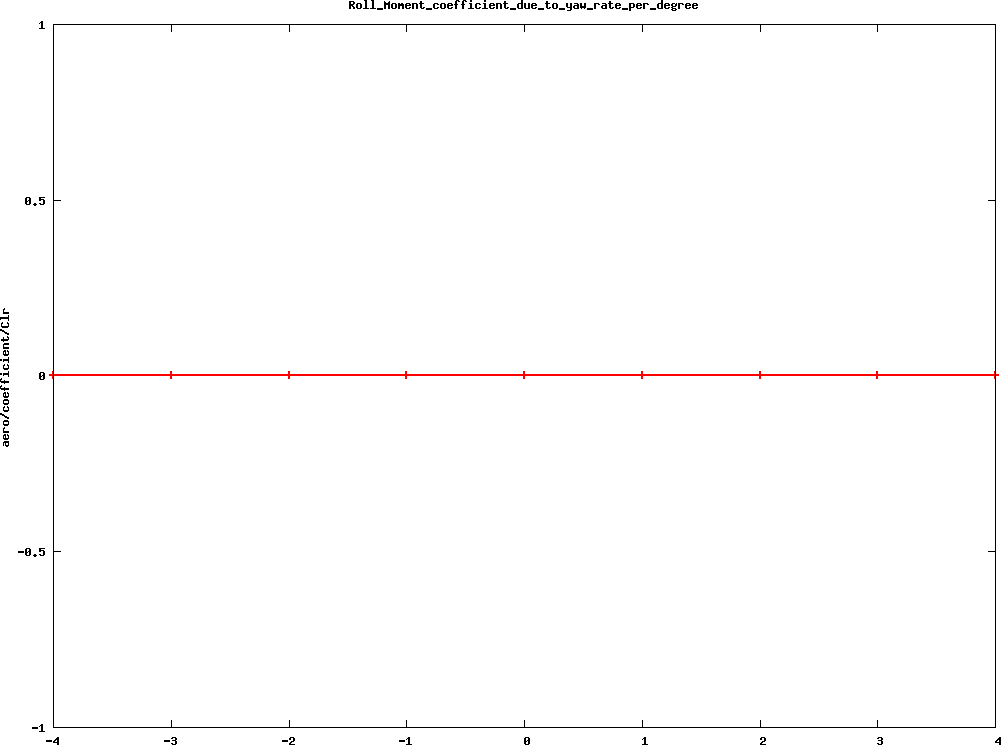 Roll_Moment_coefficient_due_to_yaw_rate_per_degree
1
0.5
0
-0.5
-1
aero/coefficient/Clr
-4 -3 -2 -1 0 1 2 3 4